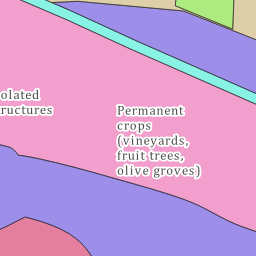 olated
ructures
Permanent
crops
(vineyards,
fruit trees,
olive groves)